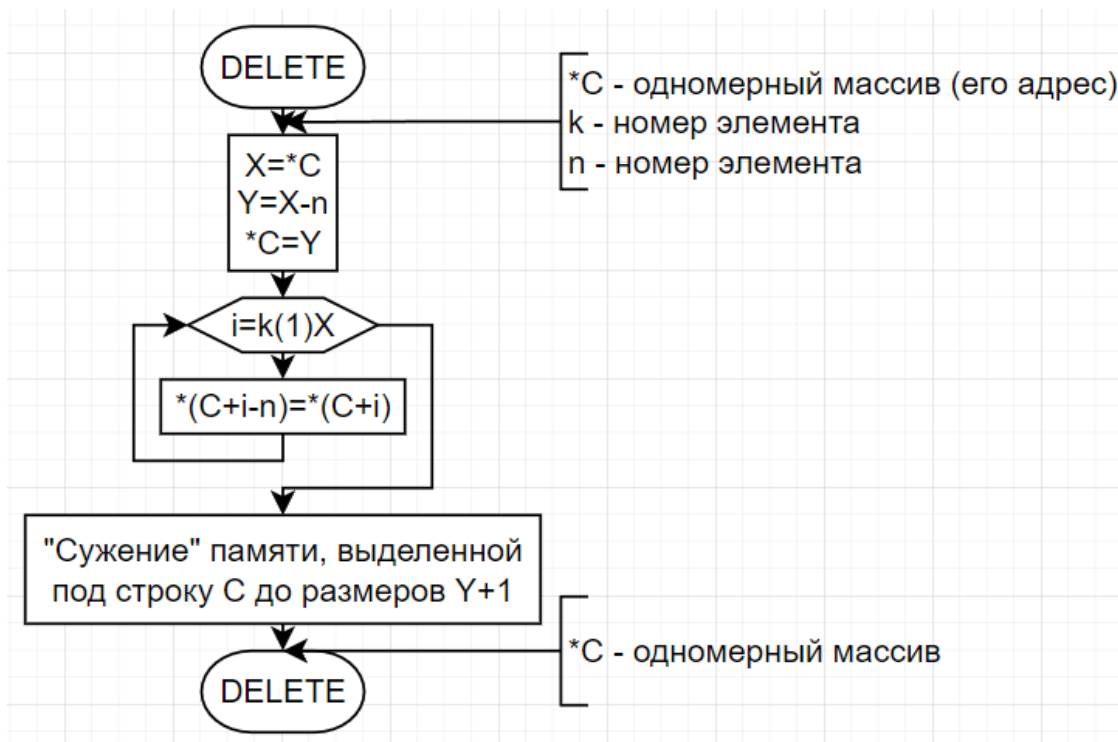 DELETE
*C - одномерный массив (его адрес)
k - номер элемента
n - номер элемента
X=*C
Y=X-n
*C=Y
i=k(1)X
*(C+i-n)=*(C+i)
"Сужение" памяти, выделенной
под строку C до размеров Y+1
*C - одномерный массив
DELETE